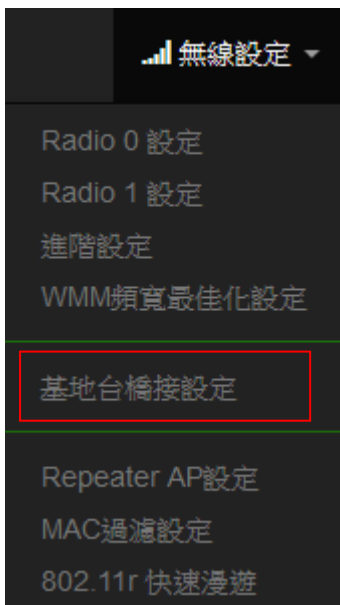 無線設定
Radio 0 設定
Radio 1 設定
進階設定
WMM頻寬最佳化設定
基地台橋接設定
Repeater AP設定
MAC過濾設定
802.11r 快速漫遊